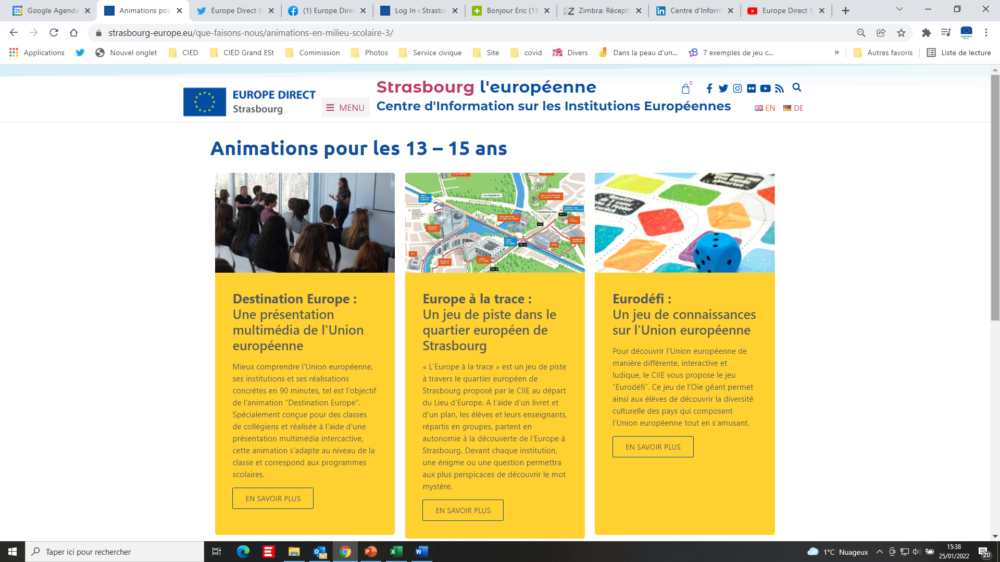 Google Agenda
Animations pou
Europe Direct S
(1) Europe Direc
Log In ‹ Strasbo
Bonjour Eric (1
Zimbra: Récepti
Centre d'Inform
Europe Direct S
strasbourg-europe.eu/que-faisons-nous/animations-en-milieu-scolaire-3/
Applications
Nouvel onglet
CIED
CIED Grand ESt
Commission
Photos
Service civique
Site
covid
Divers
Dans la peau d'un...
7 exemples de jeu c...
»
Autres favoris
Liste de lecture
EUROPE DIRECT
Strasbourg
MENU
Strasbourg l'européenne
Centre d'Information sur les Institutions Européennes
0
EN
DE
Animations pour les 13 – 15 ans
Destination Europe :
Une présentation
multimédia de l'Union
européenne
Mieux comprendre l'Union européenne,
ses institutions et ses réalisations
concrètes en 90 minutes, tel est l'objectif
de l'animation "Destination Europe".
Spécialement conçue pour des classes
de collégiens et réalisée à l'aide d'une
présentation multimédia intercactive,
cette animation s'adapte au niveau de la
classe et correspond aux programmes
scolaires.
EN SAVOIR PLUS
Europe à la trace :
Un jeu de piste dans le
quartier européen de
Strasbourg
« L’Europe à la trace » est un jeu de piste
à travers le quartier européen de
Strasbourg proposé par le CIIE au départ
du Lieu d’Europe. A l’aide d’un livret et
d’un plan, les élèves et leurs enseignants,
répartis en groupes, partent en
autonomie à la découverte de l’Europe à
Strasbourg. Devant chaque institution,
une énigme ou une question permettra
aux plus perspicaces de découvrir le mot
mystère.
EN SAVOIR PLUS
Eurodéfi :
Un jeu de connaissances
sur l'Union européenne
Pour découvrir l’Union européenne de
manière différente, interactive et
ludique, le CIIE vous propose le jeu
“Eurodéfi”. Ce jeu de l'Oie géant permet
ainsi aux élèves de découvrir la diversité
culturelle des pays qui composent
l’Union européenne tout en s’amusant.
EN SAVOIR PLUS
Taper ici pour rechercher
1°C Nuageux
15:38
25/01/2022
20